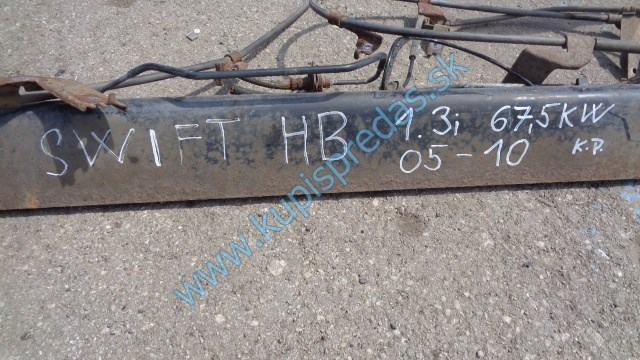 SWIFT HB 1.3i 67,5KW
05-10 K.P.
www.kupispredas.sk